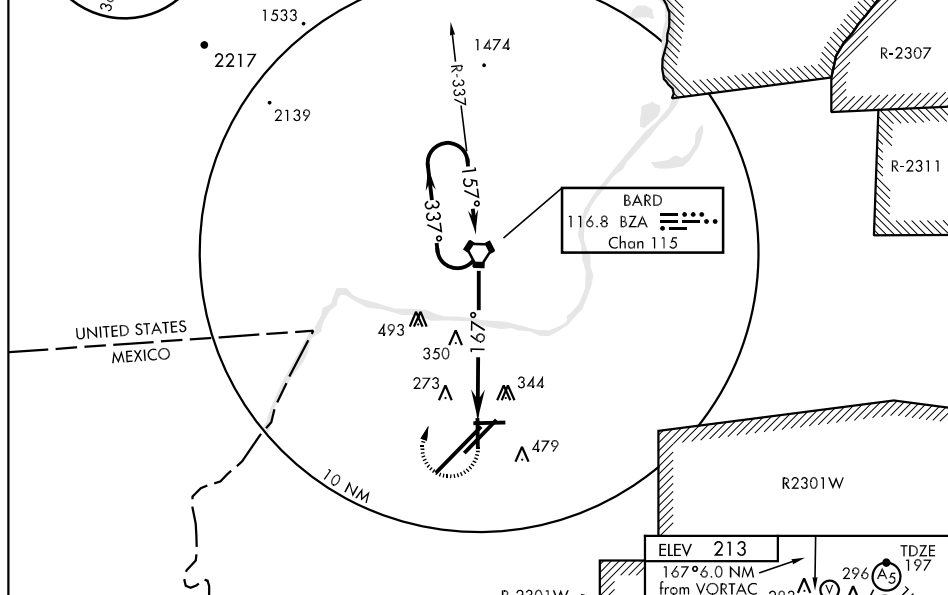 1533
2217
2139
1474
R-337
R-2307
R-2311
157°
337°
BARD
116.8 BZA
Chan 115
UNITED STATES
MEXICO
493
350
167°
273
344
479
10 NM
R2301W
ELEV 213
TDZE
197
167° 6.0 NM
from VORTAC
296
A5
V
R-2301W